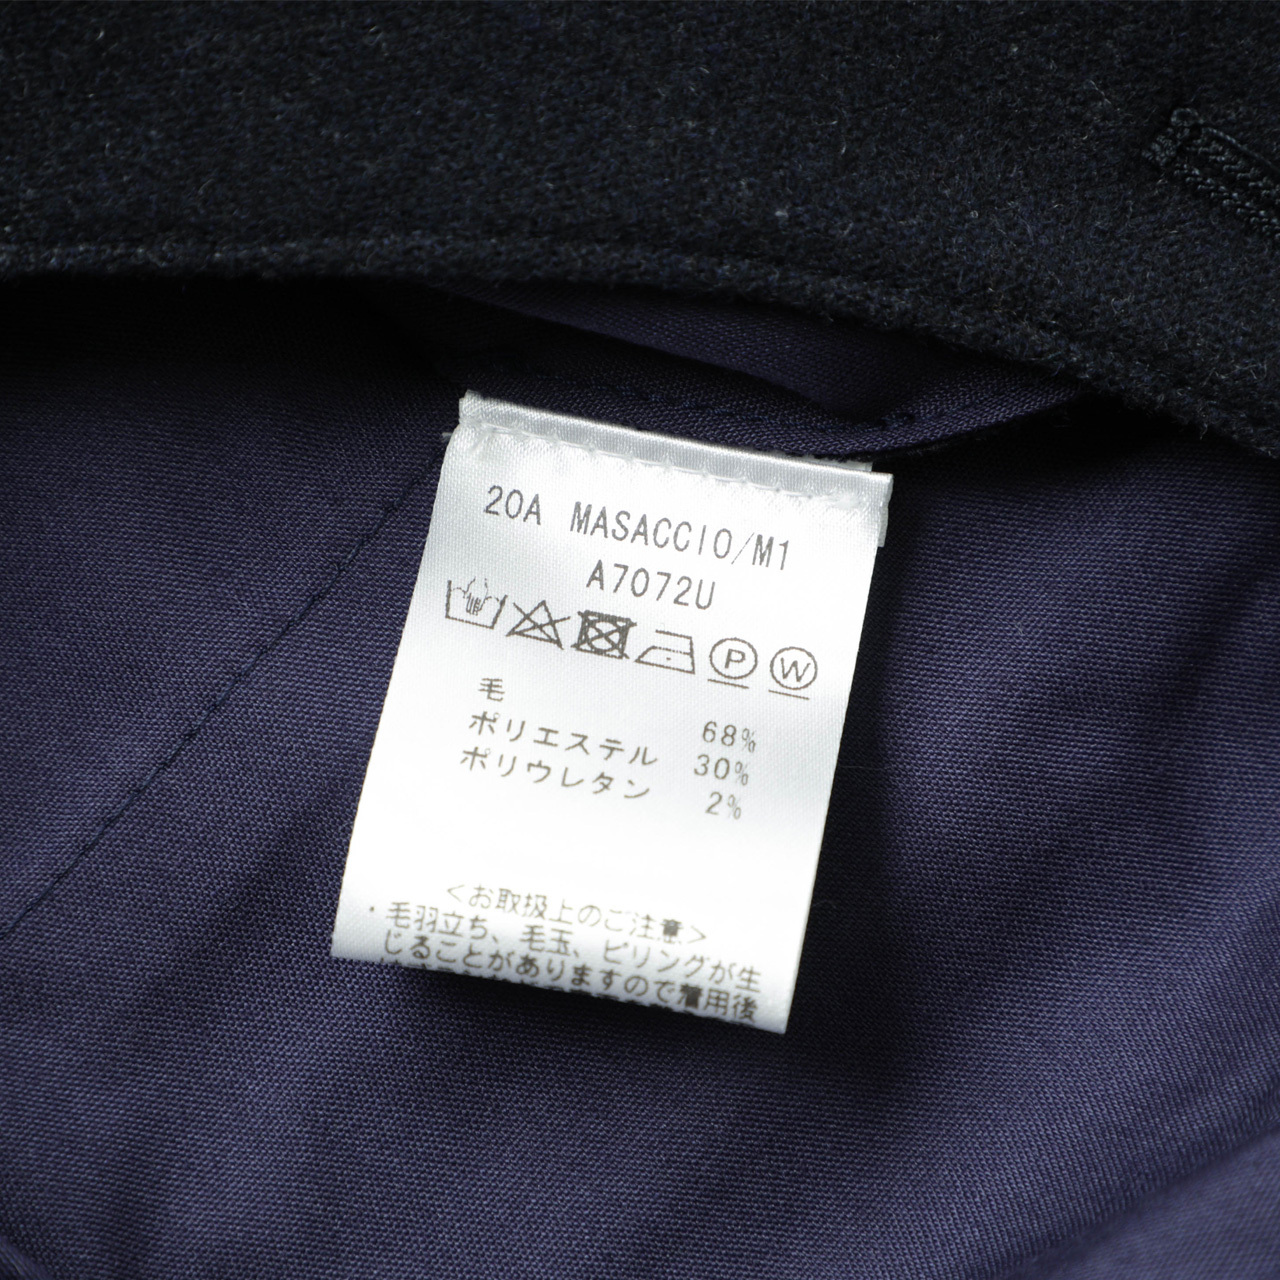 20A MASACCIO/M1
A7072U
P W
毛 68%
ポリエステル 30%
ポリウレタン 2%
<お取扱上のご注意>
・毛羽立ち、毛玉、ピリングが生
じることがありますので着用後